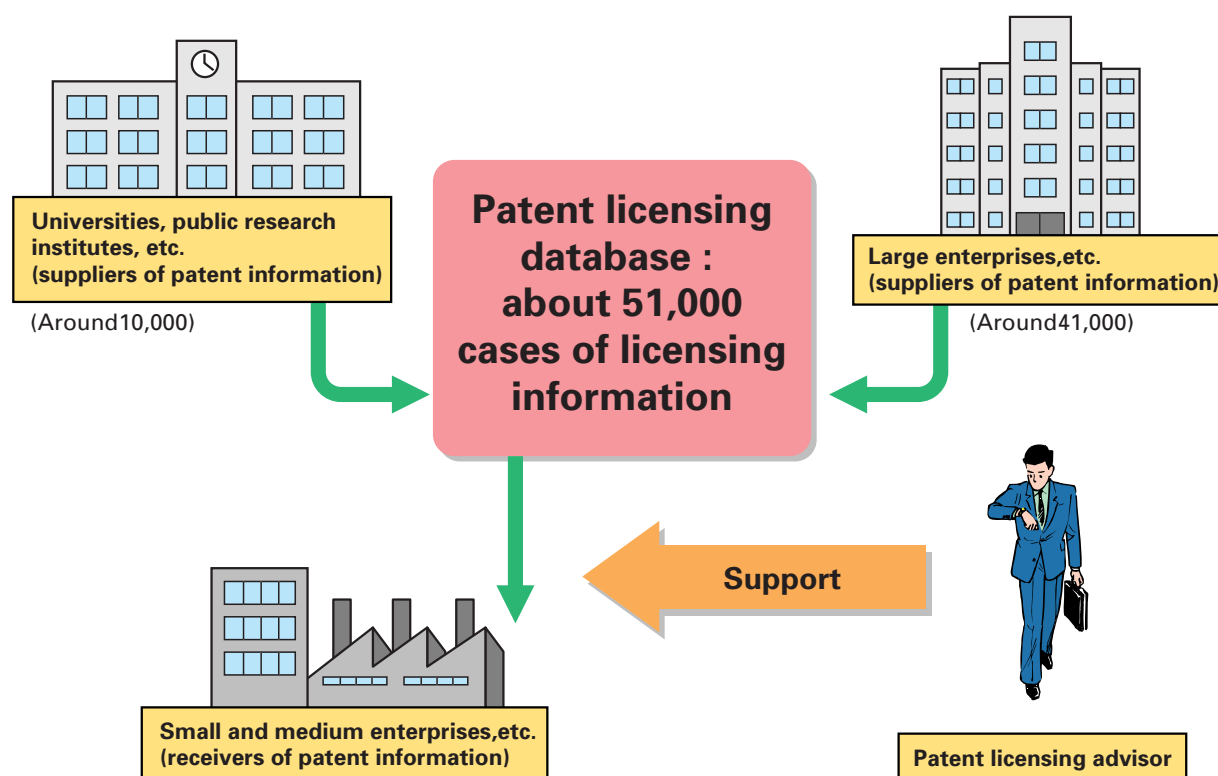 Universities, public research
institutes, etc.
(suppliers of patent information)
(Around10,000)
Patent licensing
database :
about 51,000
cases of licensing
information
Large enterprises,etc.
(suppliers of patent information)
(Around41,000)
Support
Small and medium enterprises,etc.
(receivers of patent information)
Patent licensing advisor